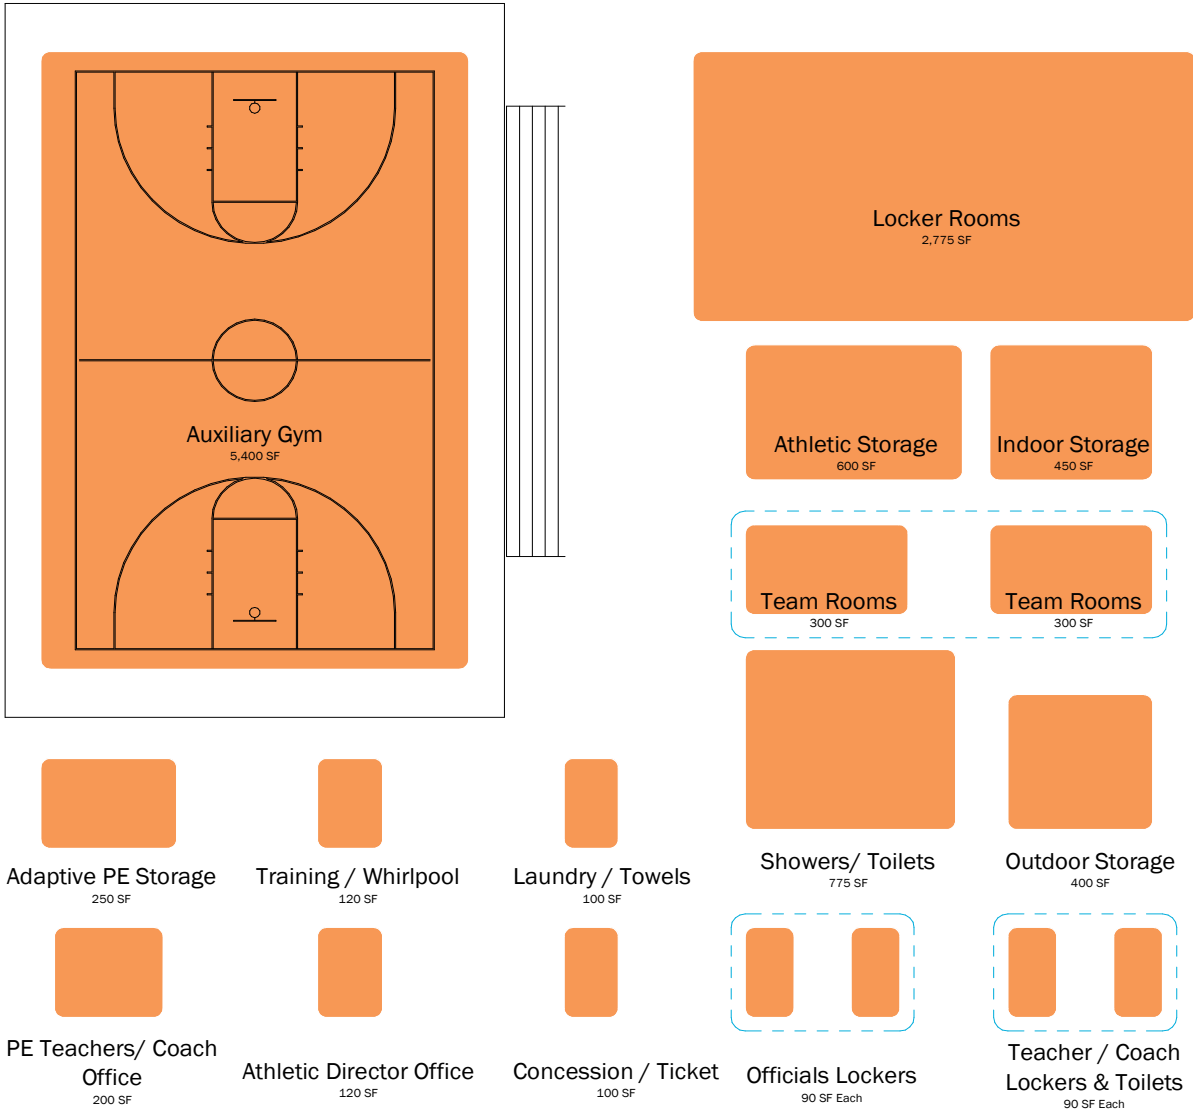 Locker Rooms
2,775 SF
Auxiliary Gym
5,400 SF
Athletic Storage
600 SF
Indoor Storage
450 SF
Team Rooms
300 SF
Team Rooms
300 SF
Adaptive PE Storage
250 SF
Training / Whirlpool
120 SF
Laundry / Towels
100 SF
Showers/ Toilets
775 SF
Outdoor Storage
400 SF
PE Teachers/ Coach
Office
200 SF
Athletic Director Office
120 SF
Concession / Ticket
100 SF
Officials Lockers
90 SF Each
Teacher / Coach
Lockers & Toilets
90 SF Each